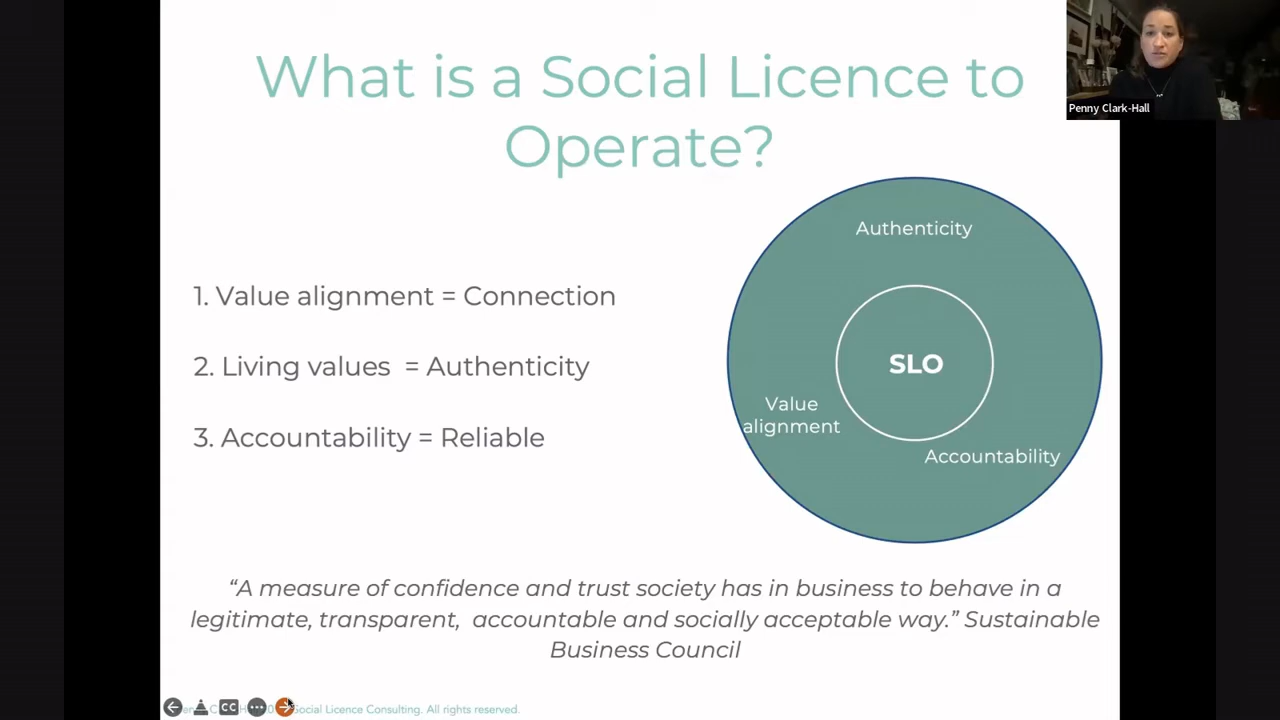 What is a Social Licence to
Operate?
Penny Clark-Hall
1. Value alignment = Connection
2. Living values  = Authenticity
3. Accountability = Reliable
Authenticity
SLO
Value
alignment
Accountability
“A measure of confidence and trust society has in business to behave in a
legitimate, transparent,  accountable and socially acceptable way.” Sustainable
Business Council
CC
Social Licence Consulting. All rights reserved.